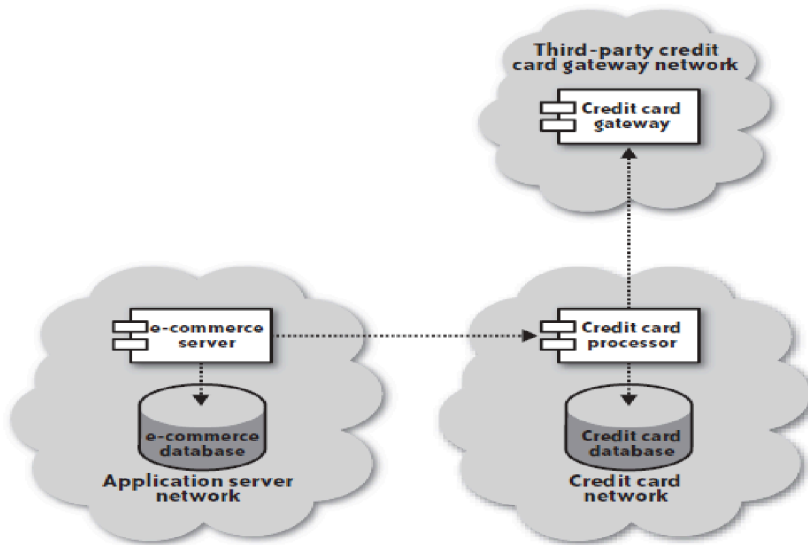 Third-party credit
card gateway network
Credit card
gateway
e-commerce
server
Credit card
processor
e-commerce
database
Credit card
database
Application server
network
Credit card
network